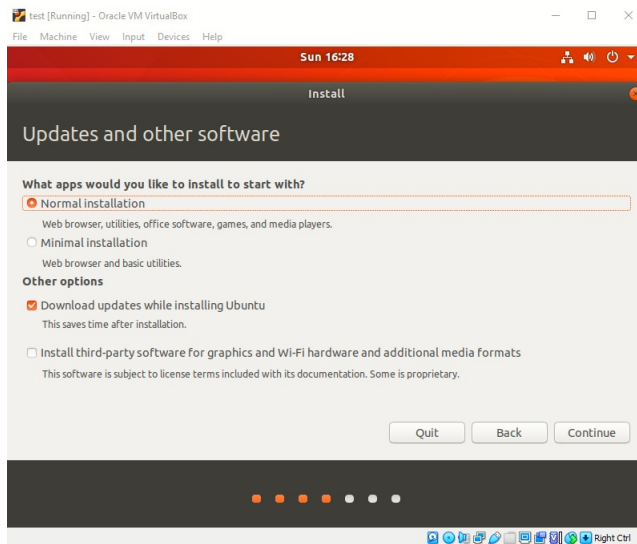 test [Running] - Oracle VM VirtualBox
File Machine View Input Devices Help
Sun 16:28
Install
Updates and other software
What apps would you like to install to start with?
Normal installation
Web browser, utilities, office software, games, and media players.
Minimal installation
Web browser and basic utilities.
Other options
Download updates while installing Ubuntu
This saves time after installation.
Install third-party software for graphics and Wi-Fi hardware and additional media formats
This software is subject to license terms included with its documentation. Some is proprietary.
Quit Back Continue
Right Ctrl